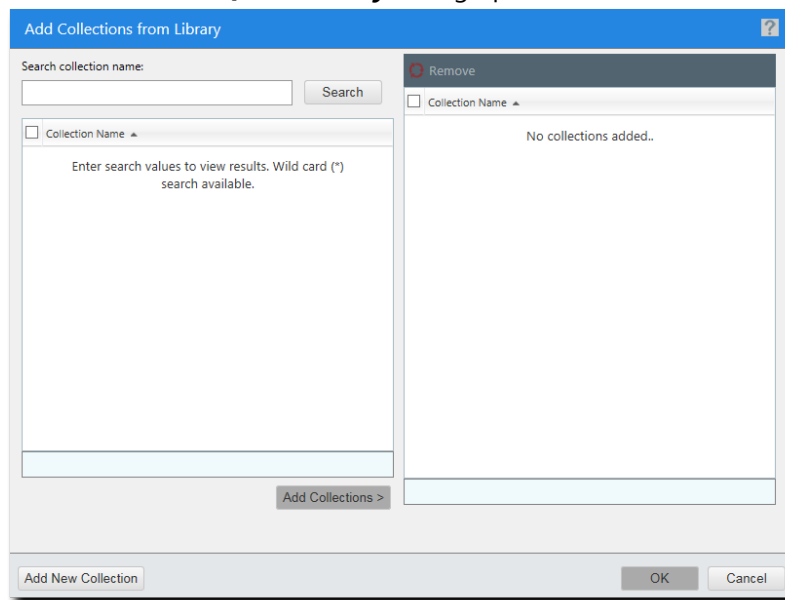 Add Collections from Library
?
Search collection name:
Search
Collection Name
Enter search values to view results. Wild card (*)
search available.
Add Collections >
Remove
Collection Name
No collections added..
Add New Collection
OK
Cancel